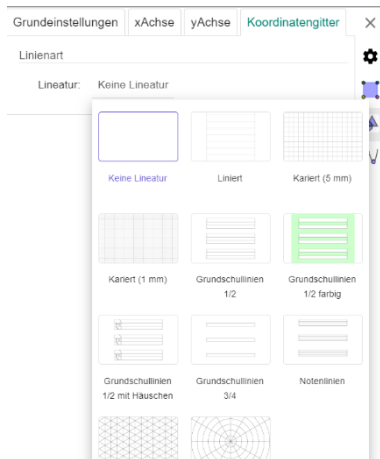 Grundeinstellungen xAchse yAchse Koordinatengitter
Linienart
Lineatur: Keine Lineatur
Keine Lineatur Liniert Kariert (5 mm)
Kariert (1 mm) Grundschullinien Grundschullinien
1/2 1/2 farbig
Grundschullinien Grundschullinien Notenlinien
1/2 mit Häuschen 3/4